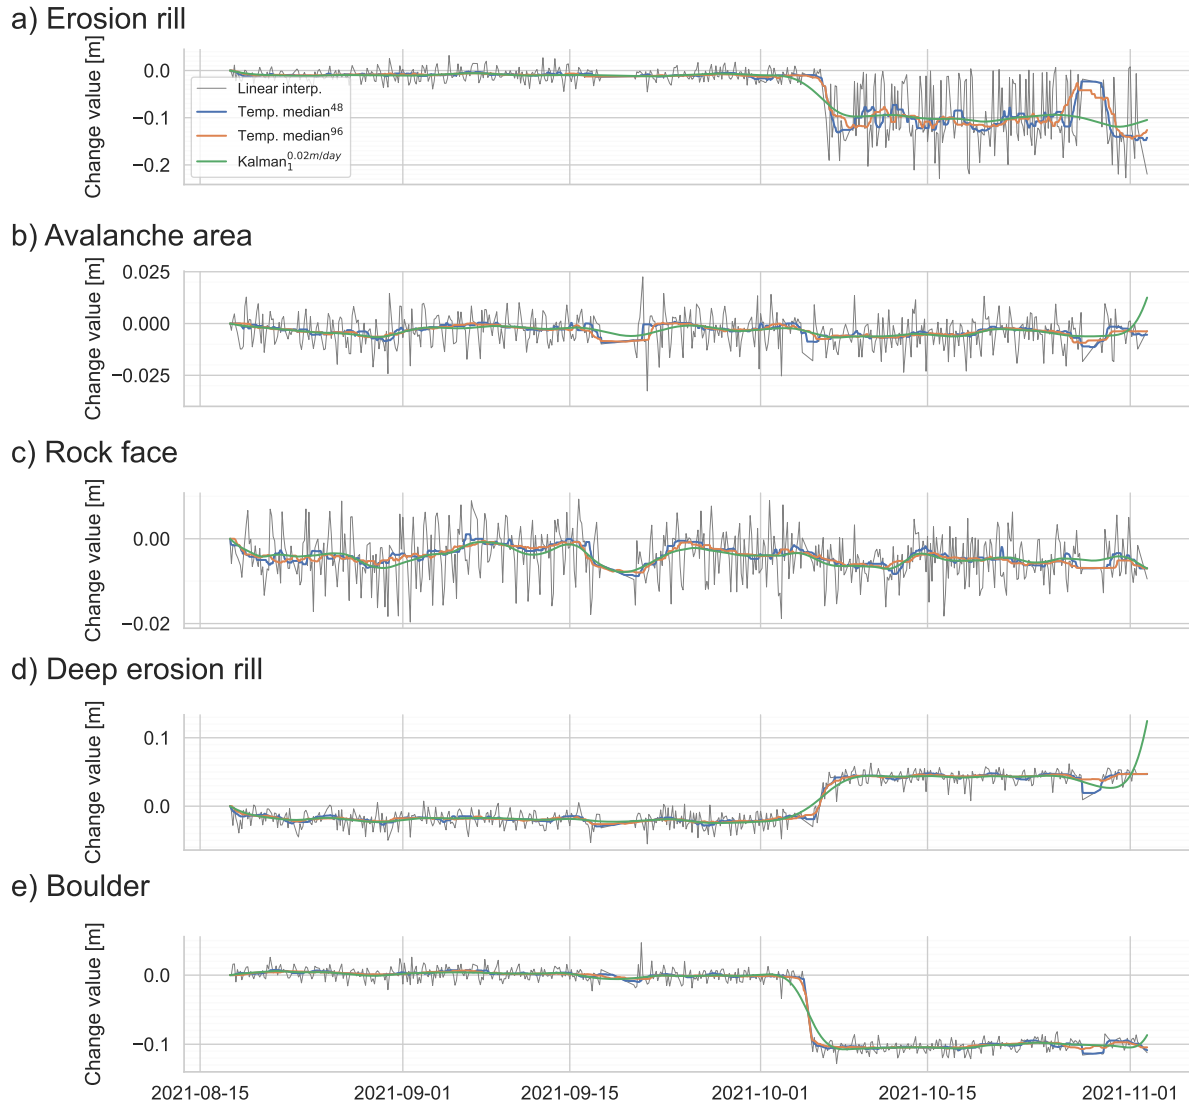 a) Erosion rill
Change value [m]
0.0
−0.1
−0.2
Linear interp.
Temp. median48
Temp. median96
Kalman0.02m/day1
b) Avalanche area
Change value [m]
0.025
0.000
−0.025
c) Rock face
Change value [m]
0.00
−0.02
d) Deep erosion rill
Change value [m]
0.1
0.0
e) Boulder
Change value [m]
0.0
−0.1
2021-08-15 2021-09-01 2021-09-15 2021-10-01 2021-10-15 2021-11-01